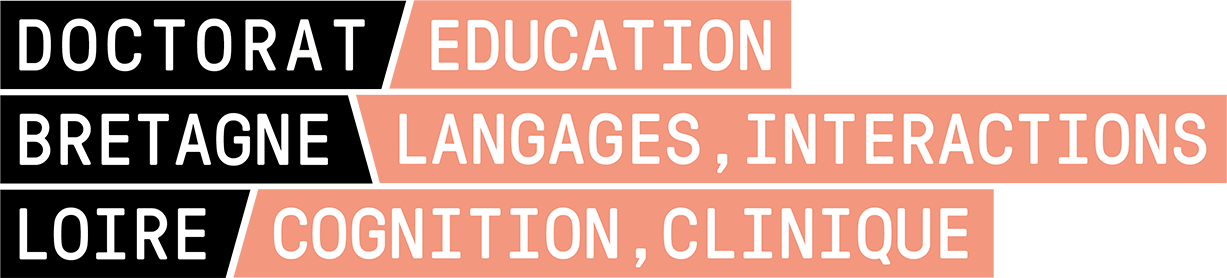 DOCTORAT EDUCATION
BRETAGNE LANGAGES,INTERACTIONS
LOIRE COGNITION,CLINIQUE